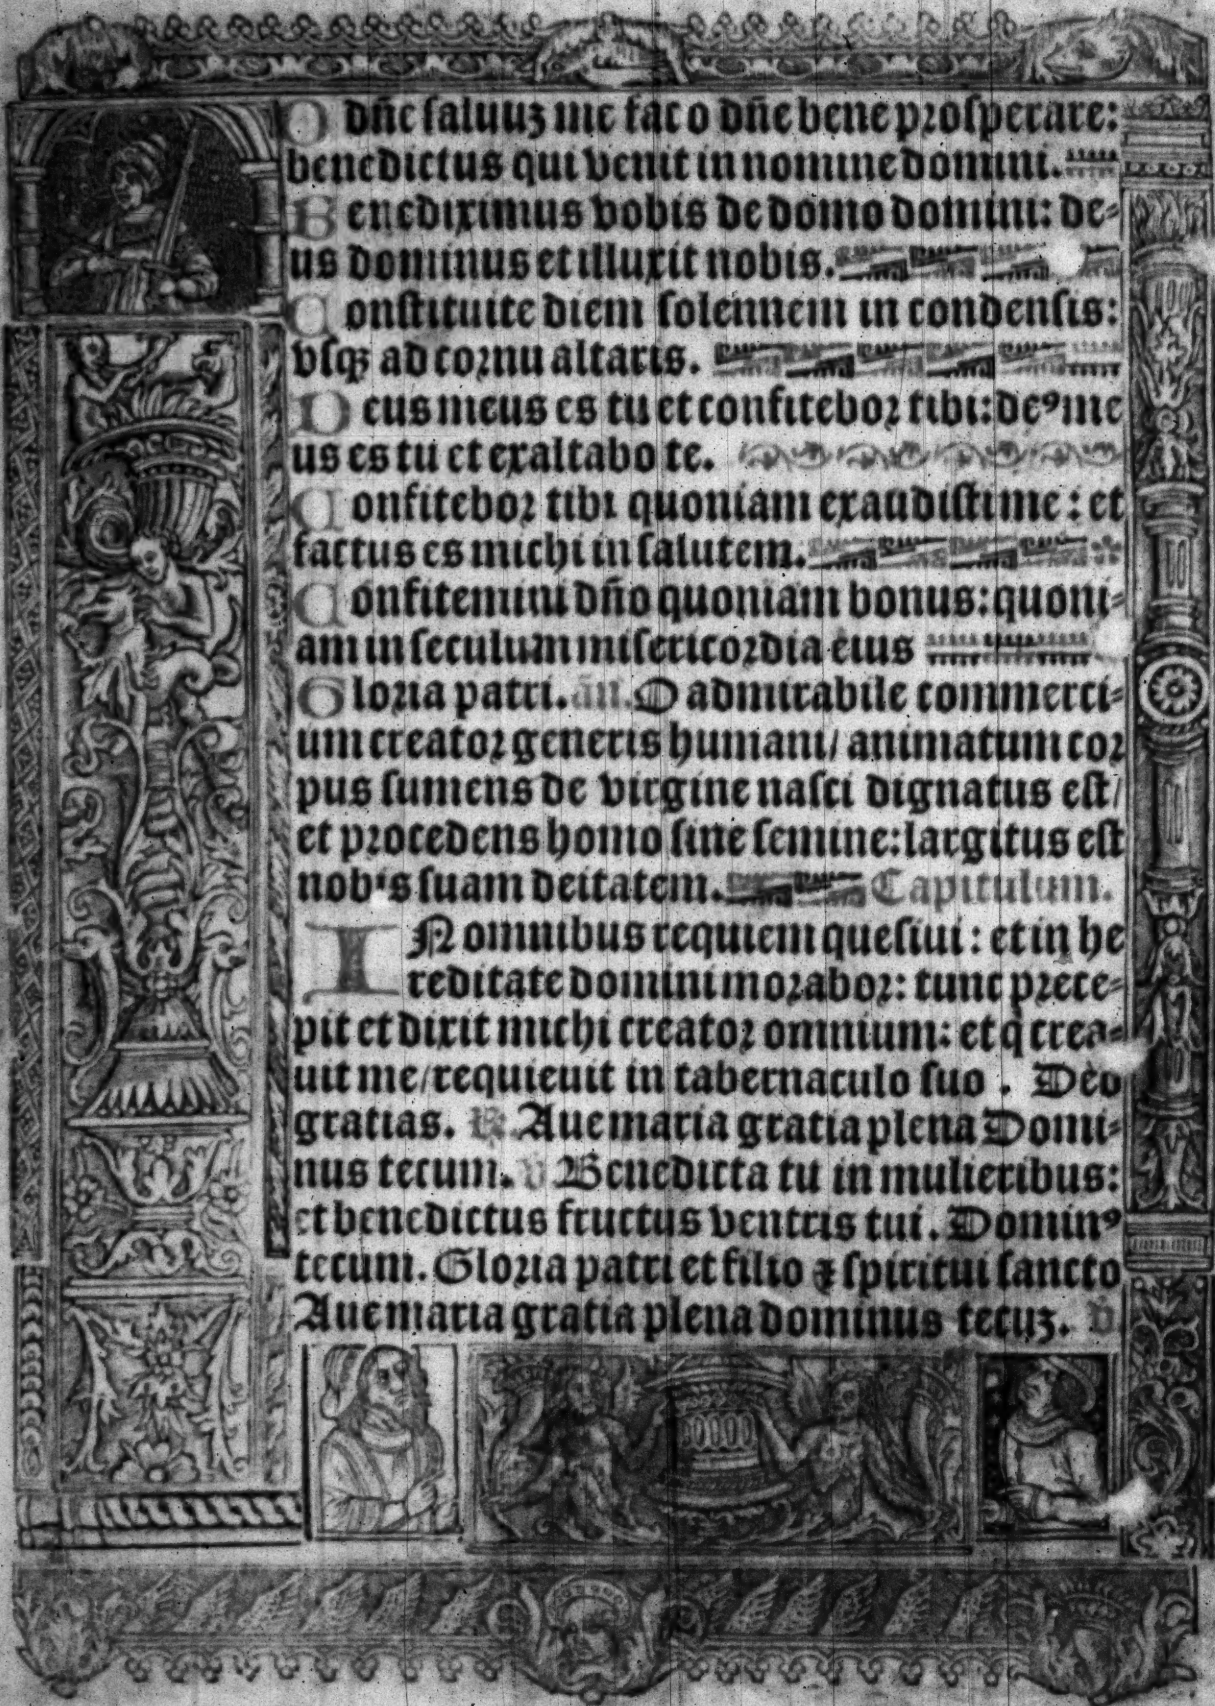 O dñe saluuʒ me fac o dñe bene prosperare:
benedictus qui venit in nomine domini.
Benediximus vobis de domo domini: de-
us dominus et illuxit nobis.
Constituite diem solennem in condensis:
vsqꝫ ad cornu altaris.
Deus meus es tu et confitebor tibi: deꝰ me
us es tu et exaltabo te.
Confitebor tibi quoniam exaudisti me : et
factus es michi in salutem.
Confitemini dño quoniam bonus: quoni-
am in seculum misericordia eius
Gloria patri. añ. O admirabile commerci-
um creator generis humani/ animatum cor
pus sumens de virgine nasci dignatus est/
et procedens homo sine semine: largitus est
nobis suam deitatem. Capitulum.
IN omnibus requiem quesiui : et in he
reditate domini morabor: tunc prece-
pit et dixit michi creator omnium: et q̇ crea-
uit me/requieuit in tabernaculo suo . Deo
gratias. ℟. Aue maria gratia plena Domi-
nus tecum. ℣ Benedicta tu in mulieribus:
et benedictus fructus ventris tui. Dominꝰ
tecum. Gloria patri et filio ⁊ spiritui sancto
Aue maria gratia plena dominus tecuʒ. ℣